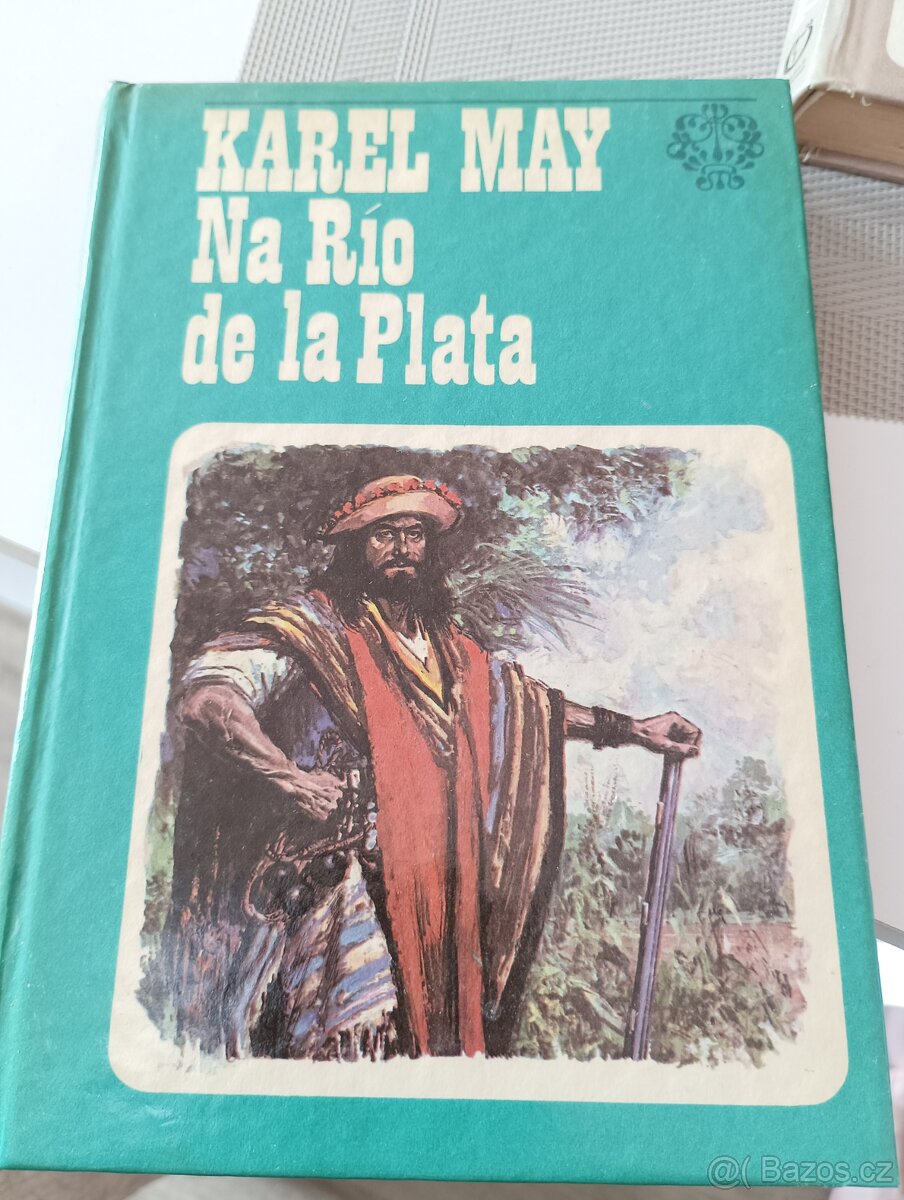 KAREL MAY
Na Río
de la Plata
@( Bazos.cz